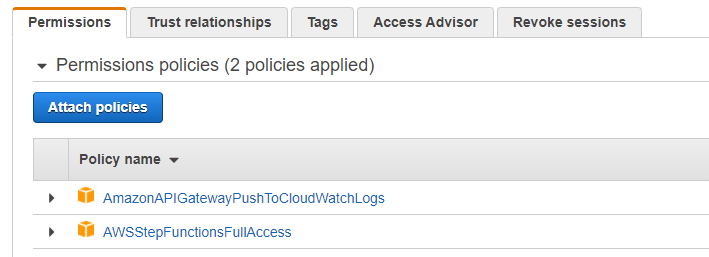 Permissions Trust relationships Tags Access Advisor Revoke sessions
Permissions policies (2 policies applied)
Attach policies
Policy name
AmazonAPIGatewayPushToCloudWatchLogs
AWSStepFunctionsFullAccess